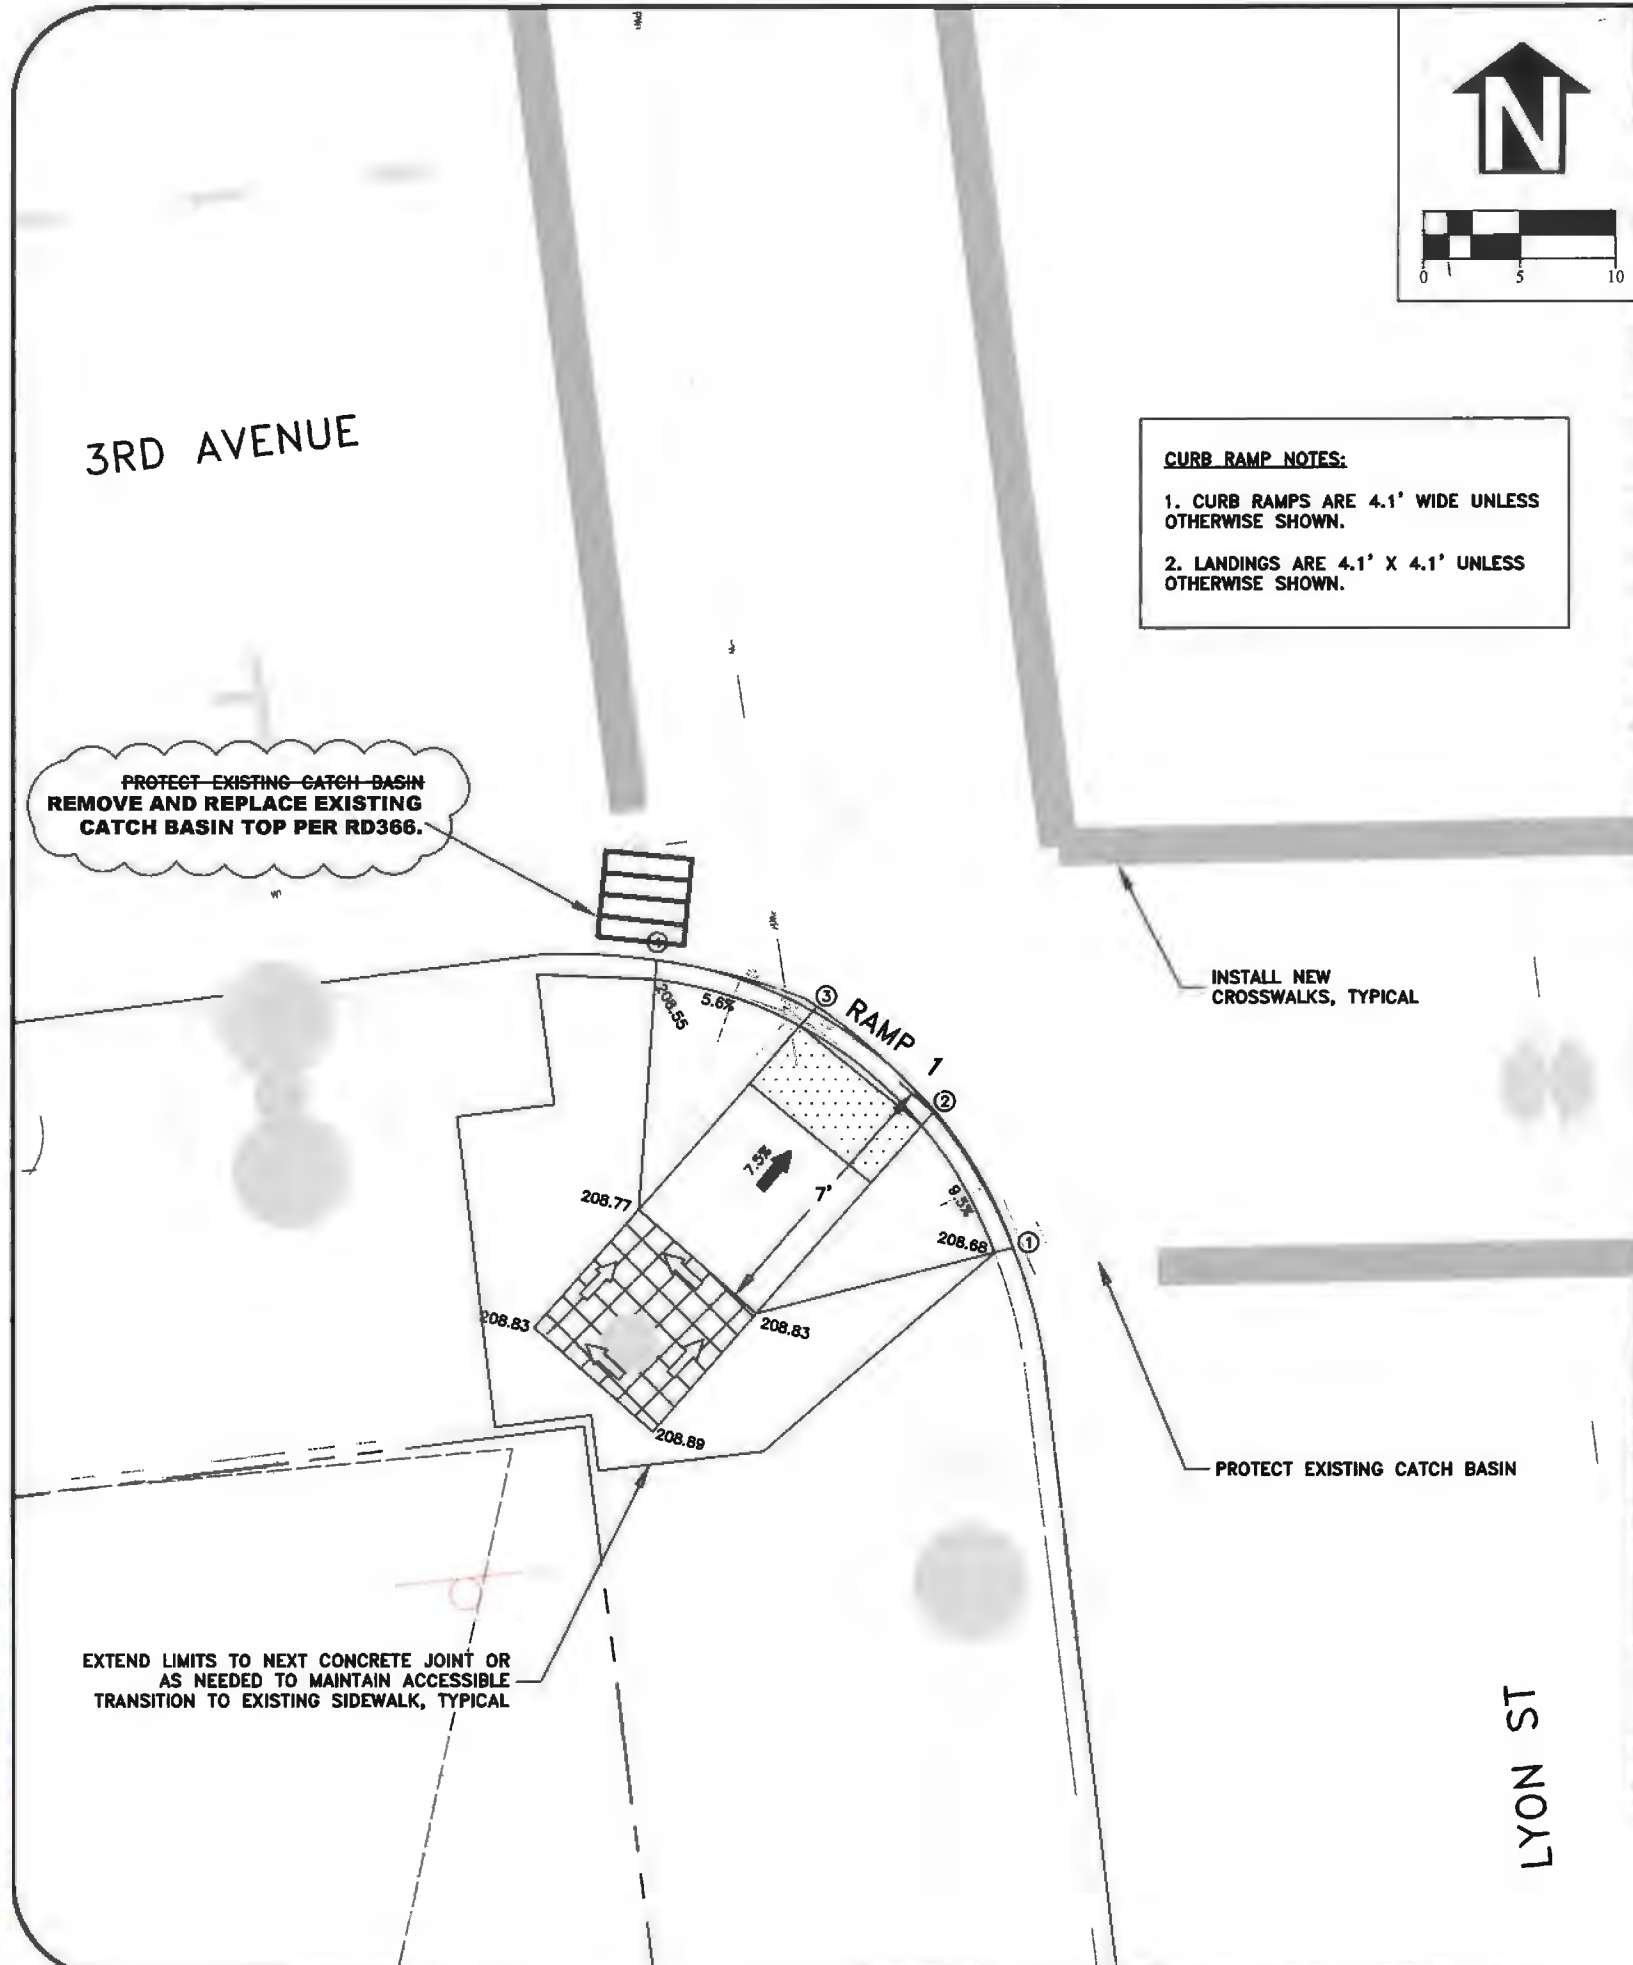 N
0 5 10
3RD AVENUE
CURB RAMP NOTES:
1. CURB RAMPS ARE 4.1' WIDE UNLESS
OTHERWISE SHOWN.
2. LANDINGS ARE 4.1' X 4.1' UNLESS
OTHERWISE SHOWN.
PROTECT EXISTING CATCH BASIN
REMOVE AND REPLACE EXISTING
CATCH BASIN TOP PER RD366.
4
INSTALL NEW
CROSSWALKS, TYPICAL
3
RAMP 1
208.55
5.6%
2
7.5%
7'
208.77
9.5%
208.68
1
208.83
208.83
208.89
PROTECT EXISTING CATCH BASIN
EXTEND LIMITS TO NEXT CONCRETE JOINT OR
AS NEEDED TO MAINTAIN ACCESSIBLE
TRANSITION TO EXISTING SIDEWALK, TYPICAL
LYON ST